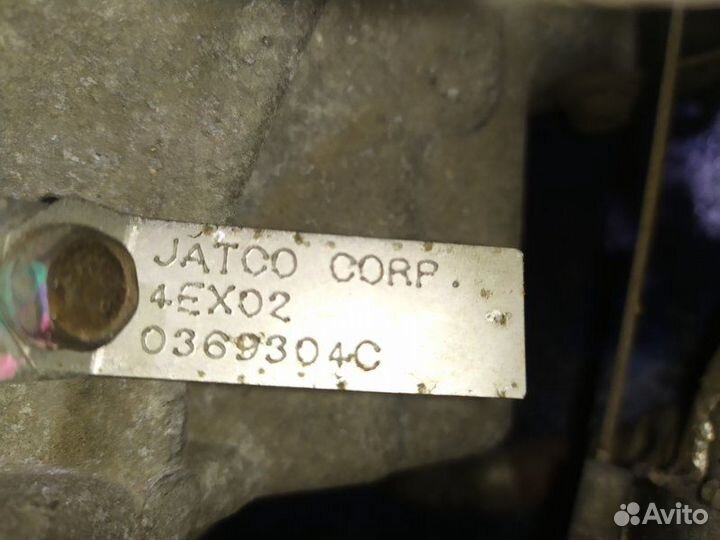 JATCO CORP.
4EX02
0369304C
Avito